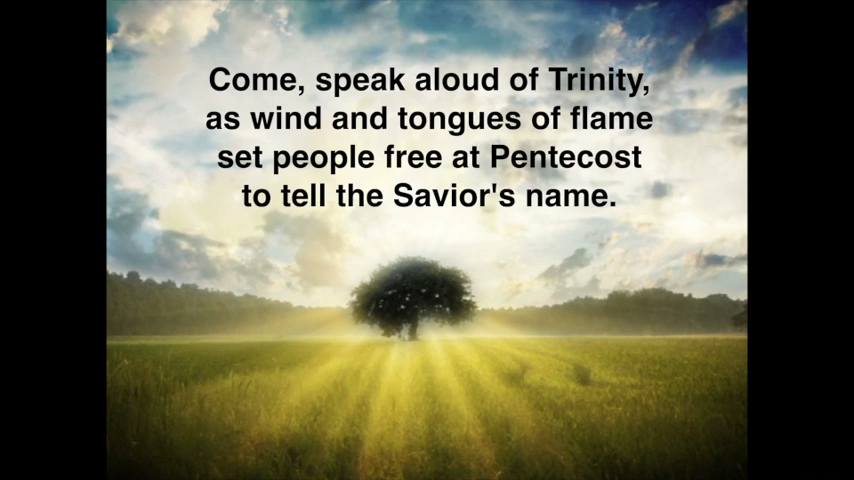 Come, speak aloud of Trinity,
as wind and tongues of flame
set people free at Pentecost
to tell the Savior's name.